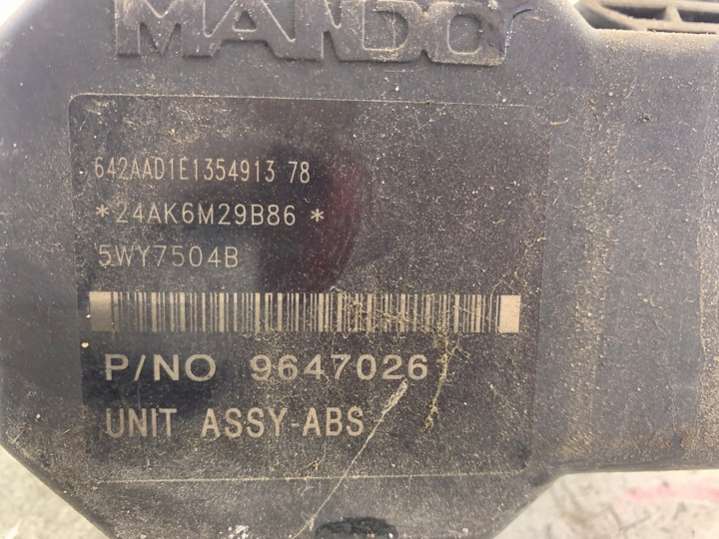 MANDO
642AAD1E1354913 78
*24AK6M29B86 *
5WY7504B
P/NO 9647026
UNIT ASSY-ABS